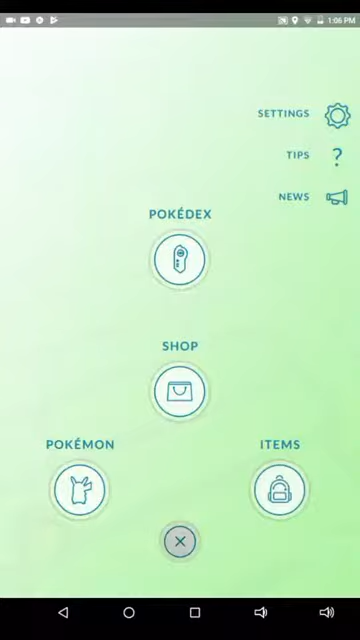 1:06 PM
SETTINGS
TIPS
?
NEWS
POKÉDEX
SHOP
POKÉMON
ITEMS